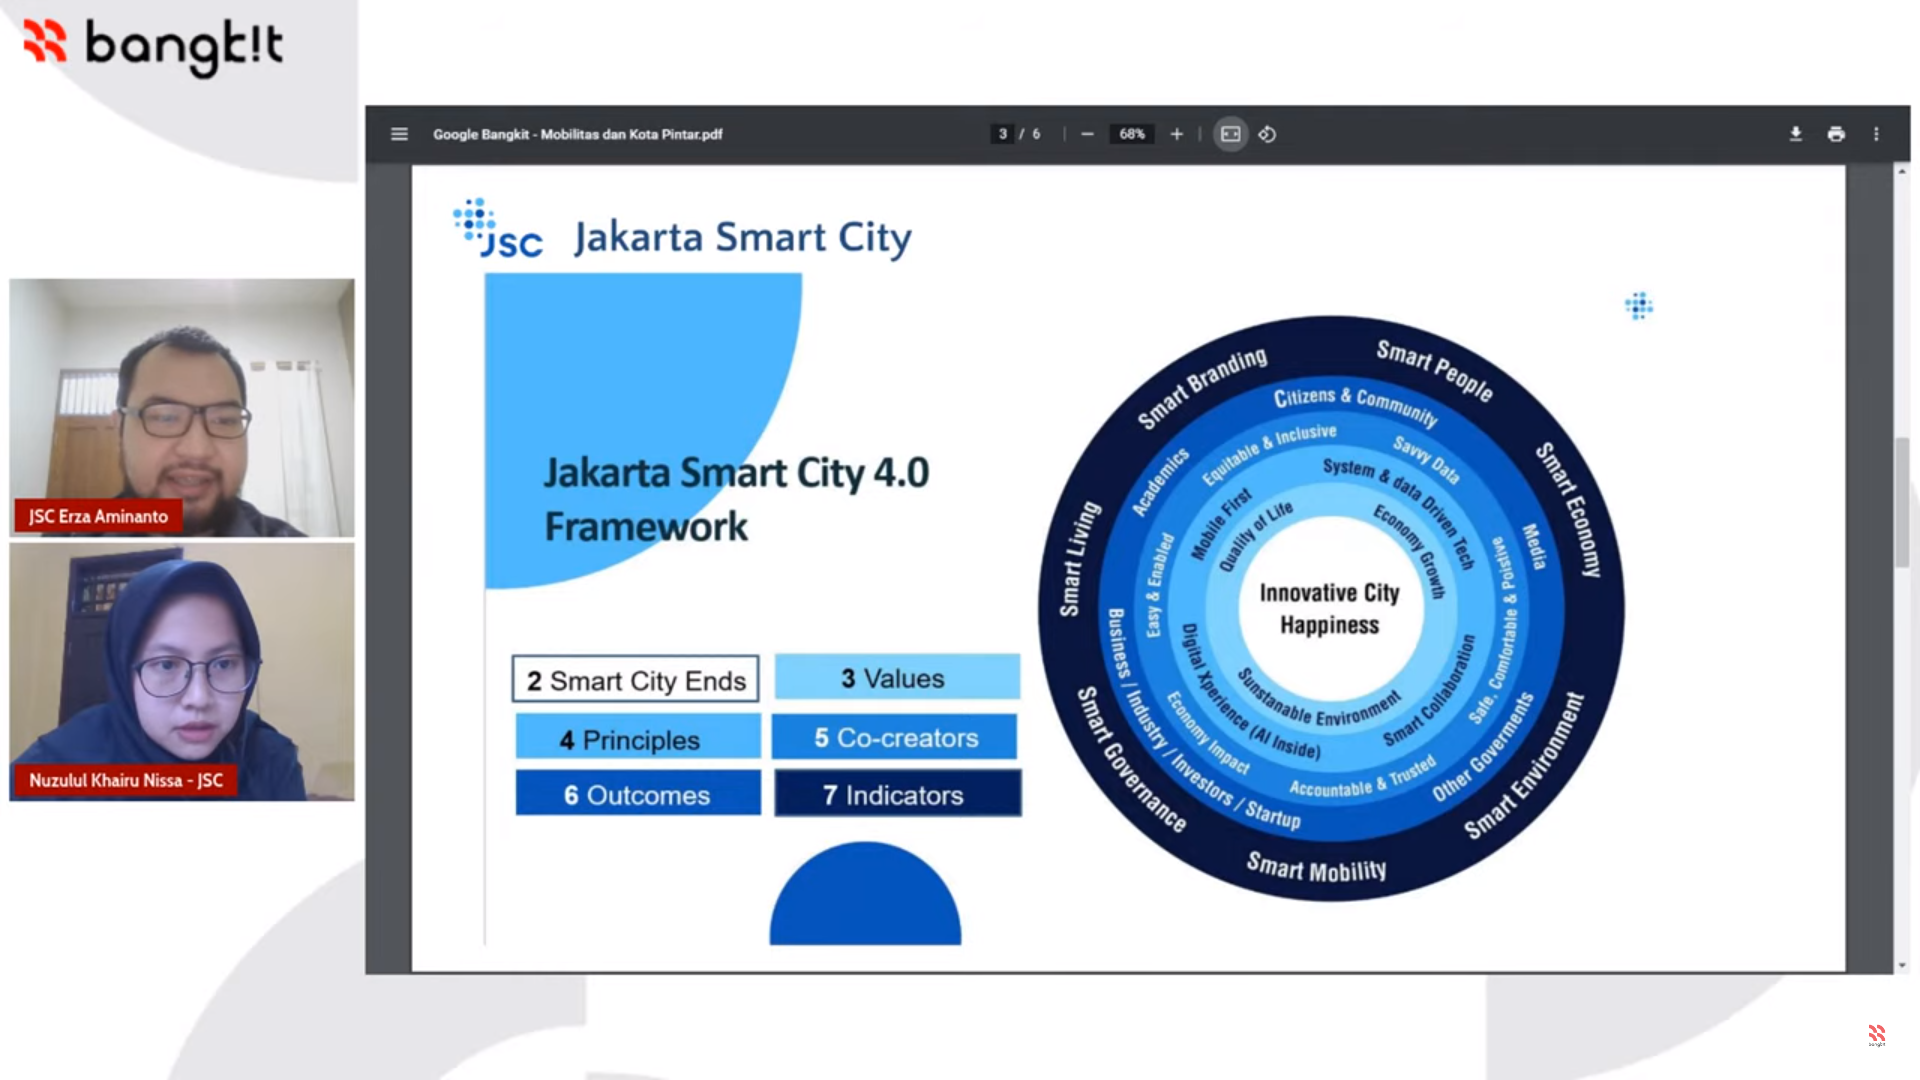 bangk!t
Google Bangkit - Mobilitas dan Kota Pintar.pdf
3 / 6
68%
JSC
Jakarta Smart City
Jakarta Smart City 4.0
Framework
2 Smart City Ends
3 Values
4 Principles
5 Co-creators
6 Outcomes
7 Indicators
Smart Branding
Smart People
Smart Economy
Smart Environment
Smart Mobility
Smart Governance
Smart Living
Citizens & Community
Media
Other Goverments
Business / Industry / Investors / Startup
Academics
Equitable & Inclusive
Savvy Data
Safe, Comfortable & Poistive
Accountable & Trusted
Economy Impact
Easy & Enabled
Mobile First
System & data Driven Tech
Smart Collaboration
Digital Xperience (AI Inside)
Quality of Life
Economy Growth
Sunstanable Environment
Innovative City
Happiness
JSC Erza Aminanto
Nuzulul Khairu Nissa - JSC
bangk!t